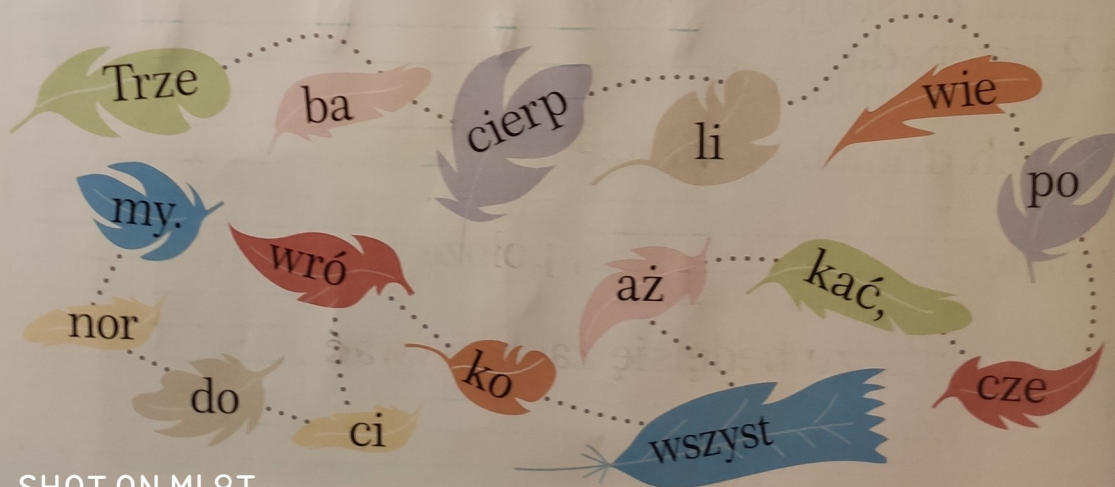 Trze
ba
cierp
li
wie
po
cze
kać,
aż
wszyst
ko
wró
ci
do
nor
my.
SHOT ON MI 9T